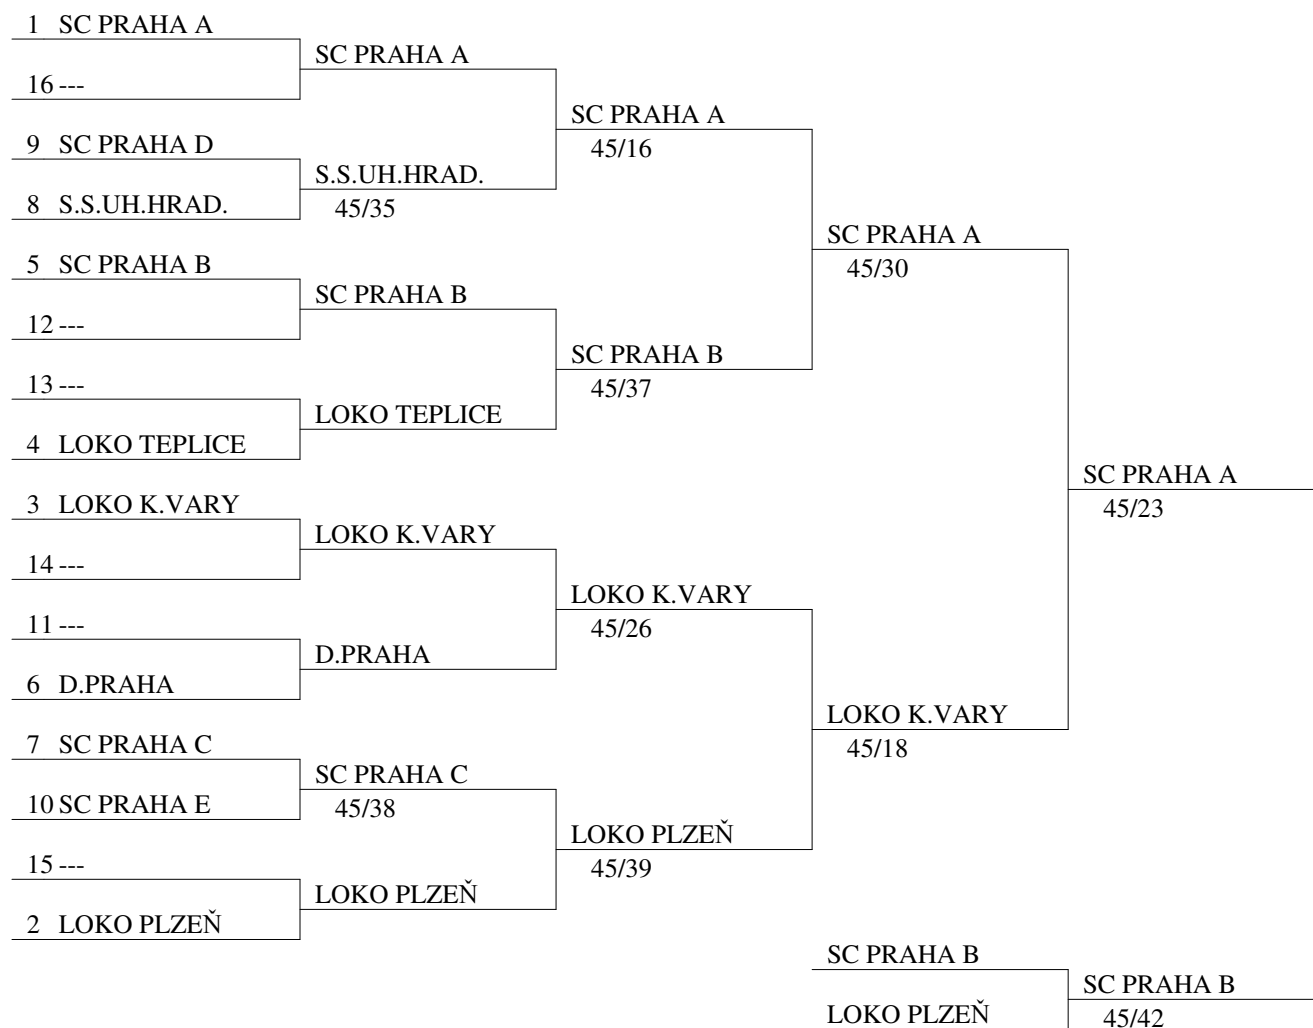 1 SC PRAHA A
SC PRAHA A
16 ---
SC PRAHA A
9 SC PRAHA D
45/16
S.S.UH.HRAD.
8 S.S.UH.HRAD.
45/35
SC PRAHA A
5 SC PRAHA B
45/30
SC PRAHA B
12 ---
SC PRAHA B
13 ---
45/37
LOKO TEPLICE
4 LOKO TEPLICE
SC PRAHA A
3 LOKO K.VARY
45/23
LOKO K.VARY
14 ---
LOKO K.VARY
11 ---
45/26
D.PRAHA
6 D.PRAHA
LOKO K.VARY
7 SC PRAHA C
45/18
SC PRAHA C
10 SC PRAHA E
45/38
LOKO PLZEŇ
15 ---
45/39
LOKO PLZEŇ
2 LOKO PLZEŇ
SC PRAHA B
SC PRAHA B
LOKO PLZEŇ
45/42